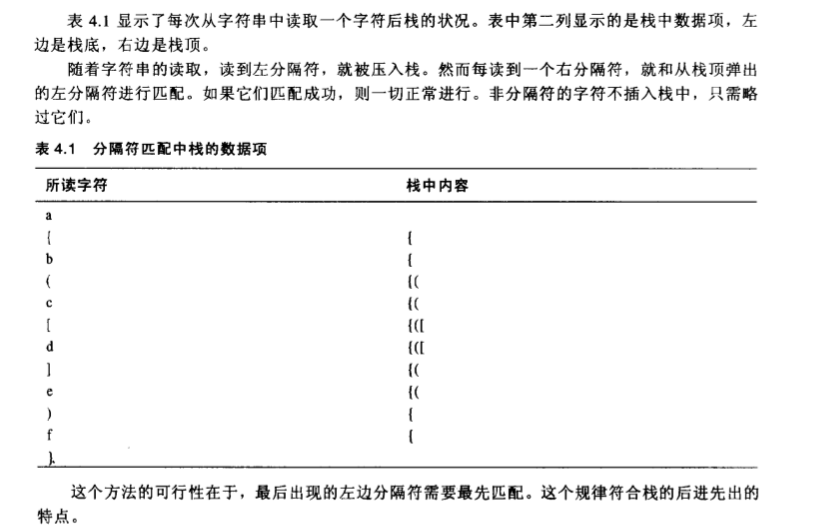 表 4.1 显示了每次从字符串中读取一个字符后栈的状况。表中第二列显示的是栈中数据项，左
边是栈底，右边是栈顶。
随着字符串的读取，读到左分隔符，就被压入栈。然而每读到一个右分隔符，就和从栈顶弹出
的左分隔符进行匹配。如果它们匹配成功，则一切正常进行。非分隔符的字符不插入栈中，只需略
过它们。
表 4.1 分隔符匹配中栈的数据项
所读字符 栈中内容
a
{ {
b {
( {(
c {(
[ {([
d {([
] {(
e {(
) {
f {
}
这个方法的可行性在于，最后出现的左边分隔符需要最先匹配。这个规律符合栈的后进先出的
特点。